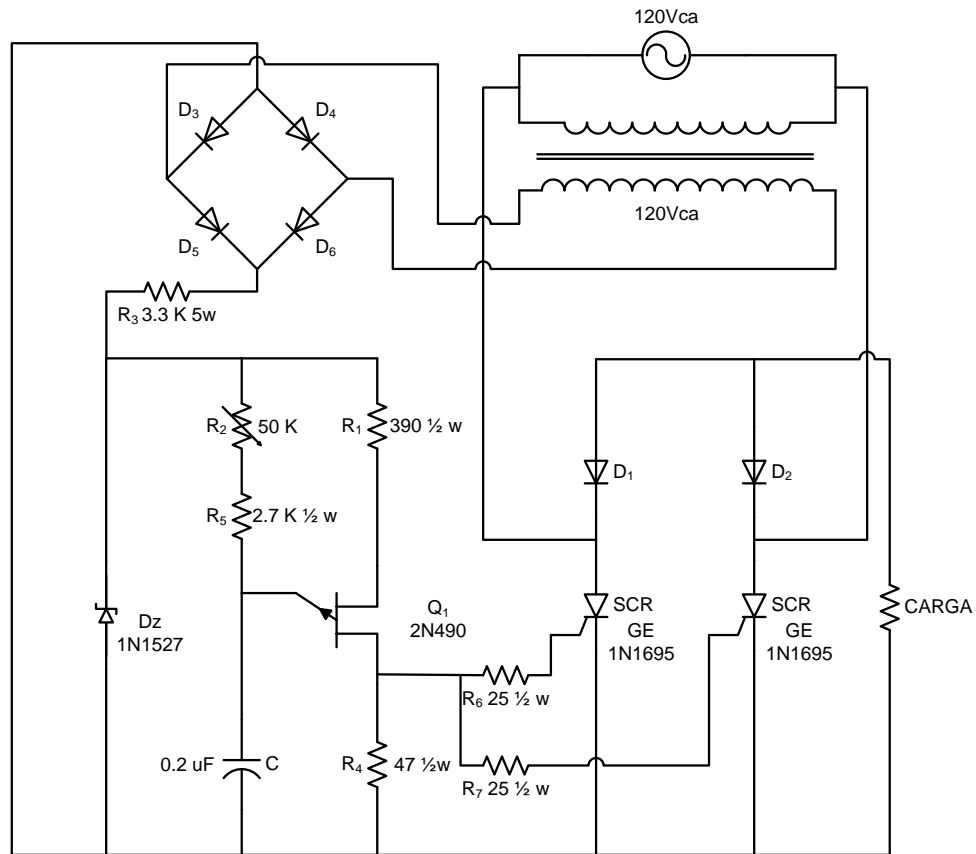 120Vca
D3
D4
120Vca
D5
D6
R3 3.3 K 5w
R2
50 K
R1
390 ½ w
D1
D2
R5
2.7 K ½ w
Dz
1N1527
Q1
2N490
SCR
GE
1N1695
SCR
GE
1N1695
CARGA
R6 25 ½ w
0.2 uF
C
R4
47 ½w
R7 25 ½ w